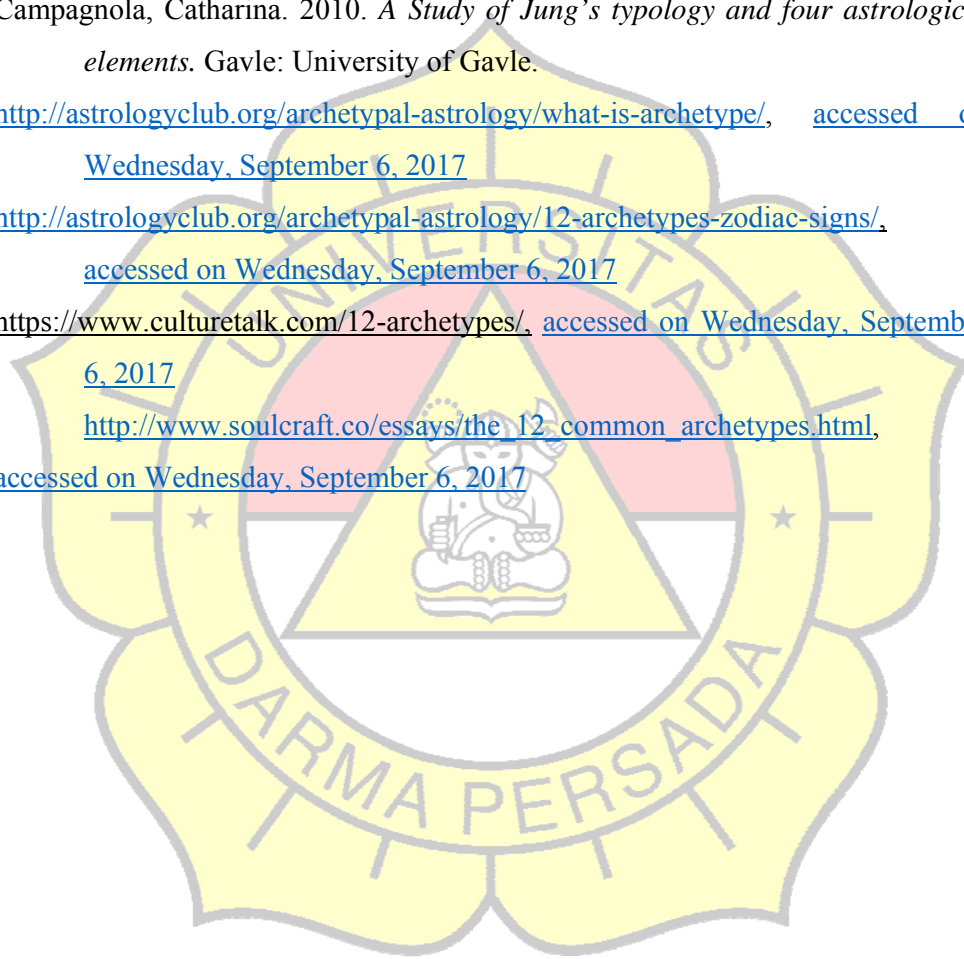 Campagnola, Catharina. 2010. A Study of Jung's typology and four astrologic
elements. Gavle: University of Gavle.
http://astrologyclub.org/archetypal-astrology/what-is-archetype/, accessed o
Wednesday, September 6, 2017
http://astrologyclub.org/archetypal-astrology/12-archetypes-zodiac-signs/,
accessed on Wednesday, September 6, 2017
https://www.culturetalk.com/12-archetypes/, accessed on Wednesday, Septemb
6, 2017
http://www.soulcraft.co/essays/the_12_common_archetypes.html,
accessed on Wednesday, September 6, 2017
UNIVERSITAS
DARMA PERSADA